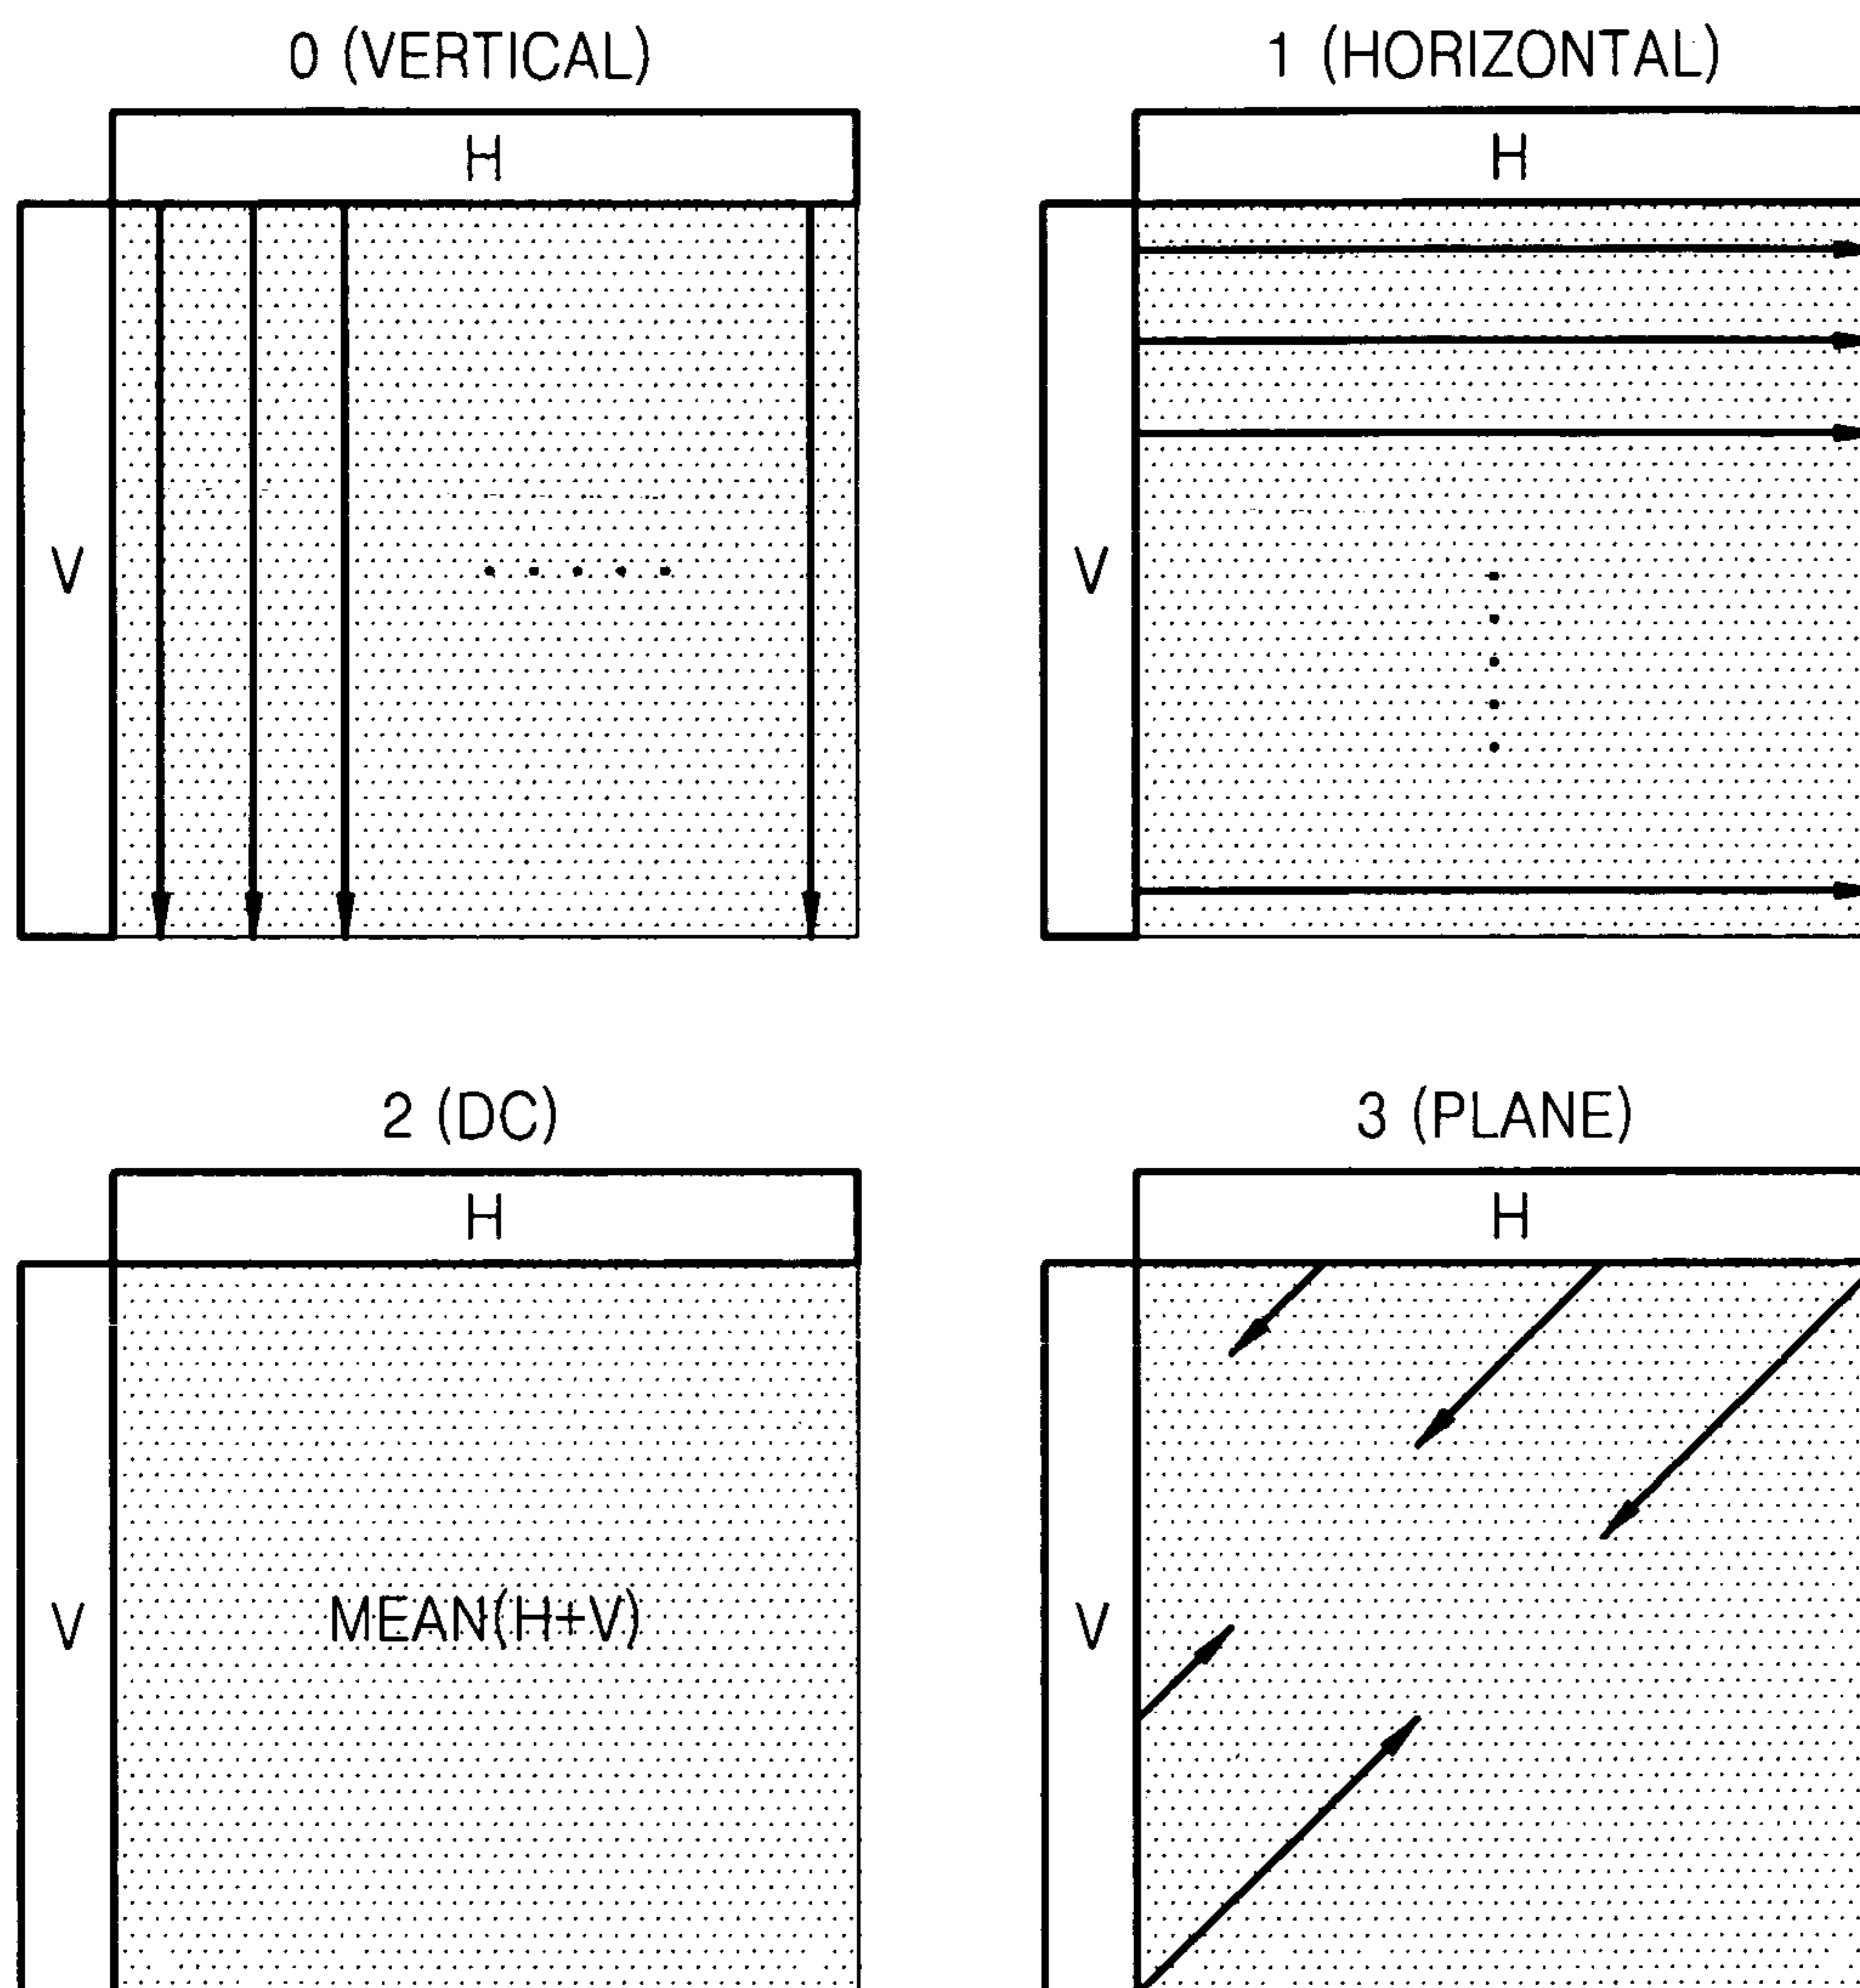 0 (VERTICAL)
H
V
1 (HORIZONTAL)
H
V
2 (DC)
H
V
MEAN(H+V)
3 (PLANE)
H
V